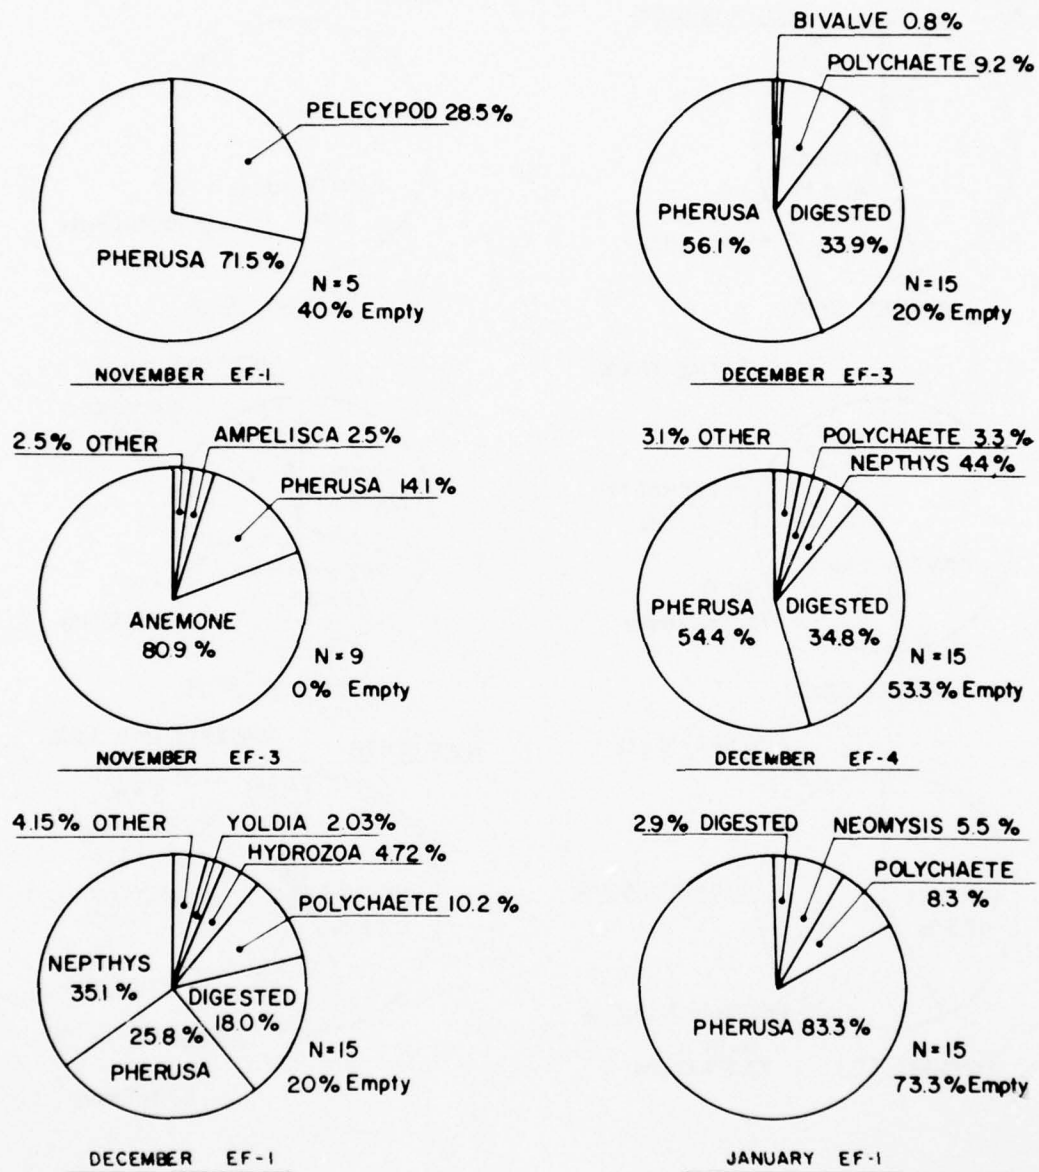 PELECYPOD 28.5%
PHERUSA 71.5%
N = 5
40% Empty
NOVEMBER EF-1
BIVALVE 0.8%
POLYCHAETE 9.2 %
PHERUSA
56.1 %
DIGESTED
33.9%
N = 15
20% Empty
DECEMBER EF-3
2.5% OTHER
AMPELISCA 2.5%
PHERUSA 14.1%
ANEMONE
80.9 %
N = 9
0% Empty
NOVEMBER EF-3
3.1% OTHER
POLYCHAETE 3.3 %
NEPTHYS 4.4 %
PHERUSA
54.4 %
DIGESTED
34.8%
N = 15
53.3% Empty
DECEMBER EF-4
4.15% OTHER
YOLDIA 2.03%
HYDROZOA 4.72 %
POLYCHAETE 10.2 %
NEPTHYS
35.1 %
DIGESTED
18.0%
25.8 %
PHERUSA
N = 15
20% Empty
DECEMBER EF-1
2.9% DIGESTED
NEOMYSIS 5.5 %
POLYCHAETE
8.3 %
PHERUSA 83.3%
N = 15
73.3% Empty
JANUARY EF-1